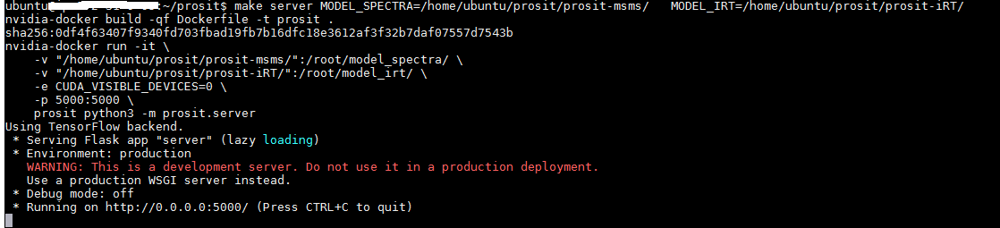 ubuntu :~/prosit$ make server MODEL_SPECTRA=/home/ubuntu/prosit/prosit-msms/   MODEL_IRT=/home/ubuntu/prosit/prosit-iRT/
nvidia-docker build -qf Dockerfile -t prosit .
sha256:0df4f63407f9340fd703fbad19fb7b16dfc18e3612af3f32b7daf07557d7543b
nvidia-docker run -it \
    -v "/home/ubuntu/prosit/prosit-msms/":/root/model_spectra/ \
    -v "/home/ubuntu/prosit/prosit-iRT/":/root/model_irt/ \
    -e CUDA_VISIBLE_DEVICES=0 \
    -p 5000:5000 \
    prosit python3 -m prosit.server
Using TensorFlow backend.
 * Serving Flask app "server" (lazy loading)
 * Environment: production
   WARNING: This is a development server. Do not use it in a production deployment.
   Use a production WSGI server instead.
 * Debug mode: off
 * Running on http://0.0.0.0:5000/ (Press CTRL+C to quit)